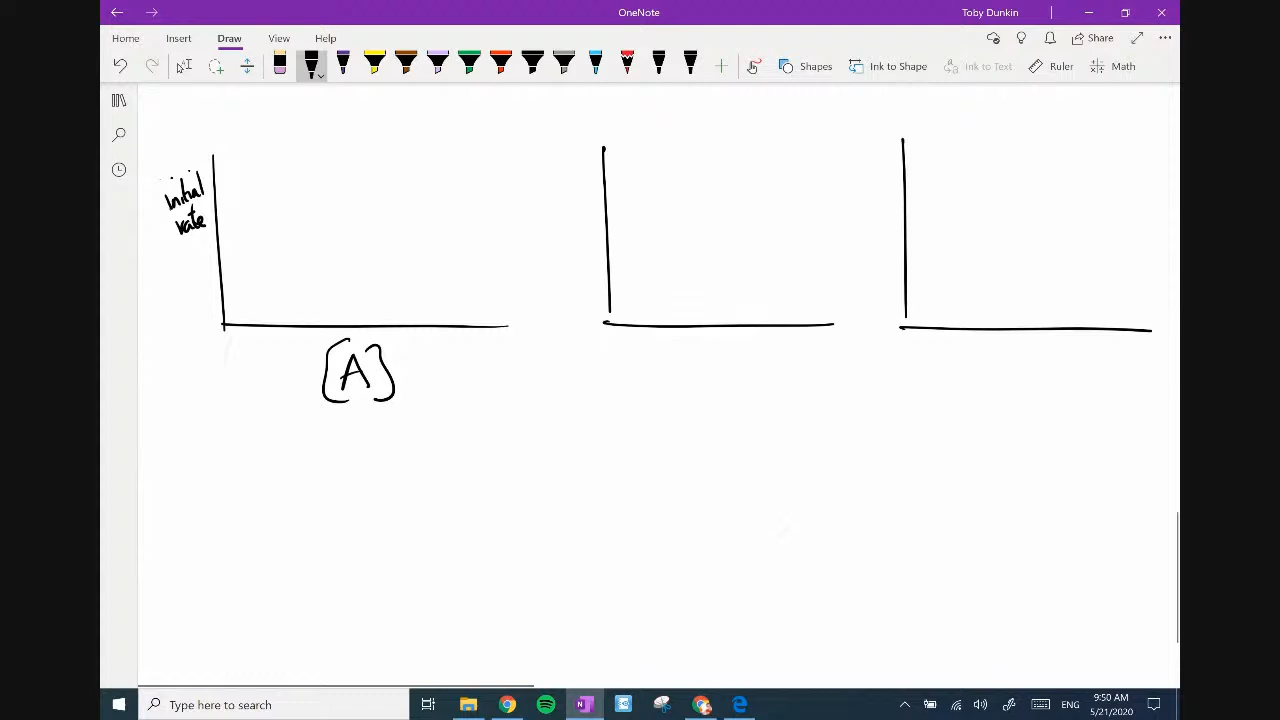 OneNote
Toby Dunkin
Home
Insert
Draw
View
Help
Share
Shapes
Ink to Shape
Ink to Text
Ruler
Math
Initial
rate
[A]
Type here to search
ENG
9:50 AM
5/21/2020